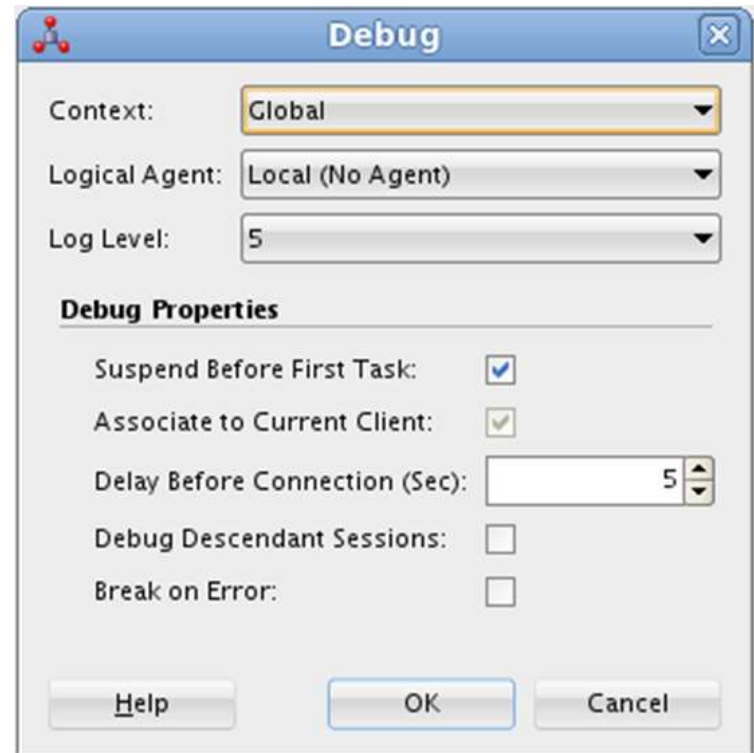 Debug
Context: Global
Logical Agent: Local (No Agent)
Log Level: 5
Debug Properties
Suspend Before First Task:
Associate to Current Client:
Delay Before Connection (Sec): 5
Debug Descendant Sessions:
Break on Error:
Help OK Cancel